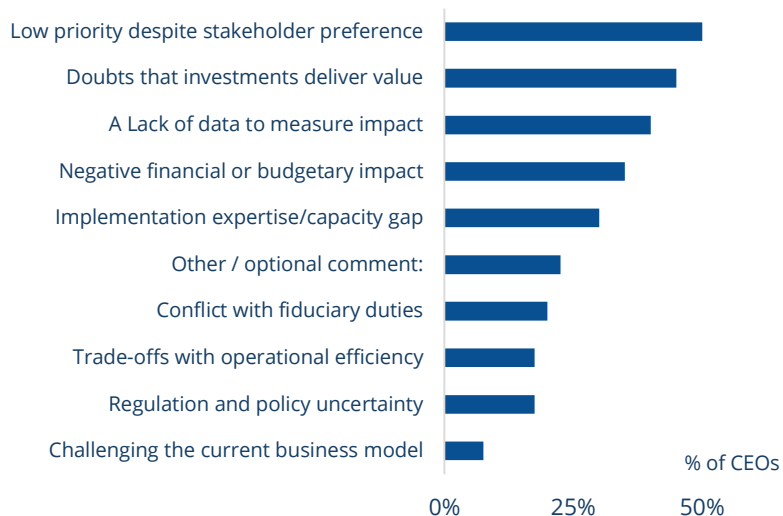 Low priority despite stakeholder preference
Doubts that investments deliver value
A Lack of data to measure impact
Negative financial or budgetary impact
Implementation expertise/capacity gap
Other / optional comment:
Conflict with fiduciary duties
Trade-offs with operational efficiency
Regulation and policy uncertainty
Challenging the current business model
% of CEOs
0% 25% 50%